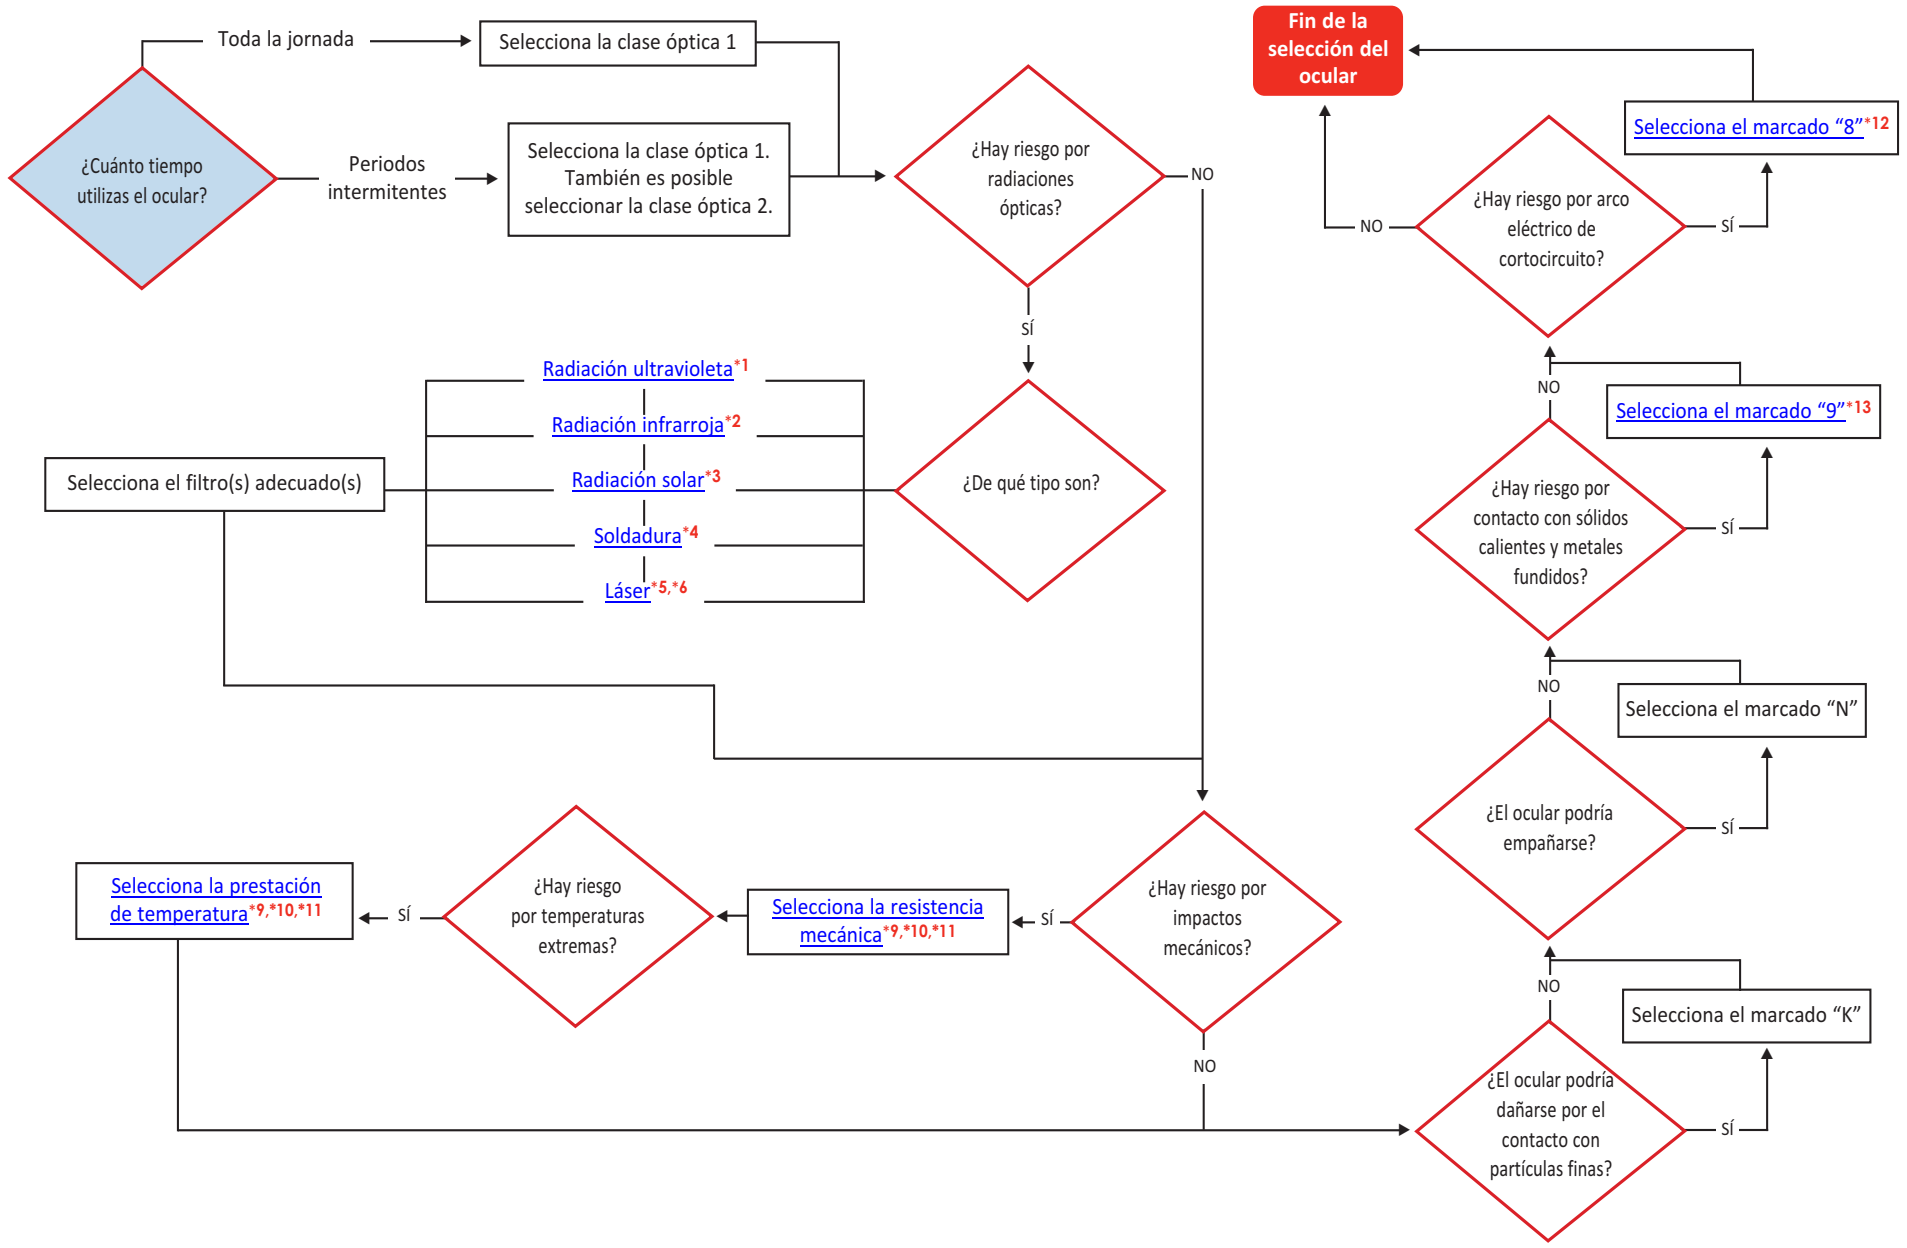 ¿Cuánto tiempo
utilizas el ocular?
Toda la jornada
Selecciona la clase óptica 1
Periodos
intermitentes
Selecciona la clase óptica 1.
También es posible
seleccionar la clase óptica 2.
¿Hay riesgo por
radiaciones
ópticas?
NO
SÍ
¿De qué tipo son?
Radiación ultravioleta*1
Radiación infrarroja*2
Radiación solar*3
Soldadura*4
Láser*5,*6
Selecciona el filtro(s) adecuado(s)
¿Hay riesgo por
impactos
mecánicos?
SÍ
NO
Selecciona la resistencia
mecánica*9,*10,*11
¿Hay riesgo
por temperaturas
extremas?
SÍ
Selecciona la prestación
de temperatura*9,*10,*11
¿El ocular podría
dañarse por el
contacto con
partículas finas?
SÍ
Selecciona el marcado “K”
NO
¿El ocular podría
empañarse?
SÍ
Selecciona el marcado “N”
NO
¿Hay riesgo por
contacto con sólidos
calientes y metales
fundidos?
SÍ
Selecciona el marcado “9”*13
NO
¿Hay riesgo por arco
eléctrico de
cortocircuito?
SÍ
Selecciona el marcado “8”*12
NO
Fin de la
selección del
ocular